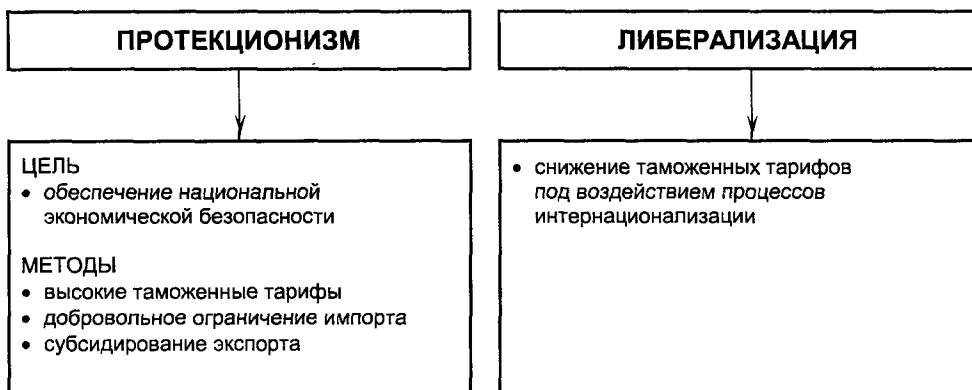 ПРОТЕКЦИОНИЗМ
ЦЕЛЬ
• обеспечение национальной
экономической безопасности
МЕТОДЫ
• высокие таможенные тарифы
• добровольное ограничение импорта
• субсидирование экспорта
ЛИБЕРАЛИЗАЦИЯ
• снижение таможенных тарифов
под воздействием процессов
интернационализации